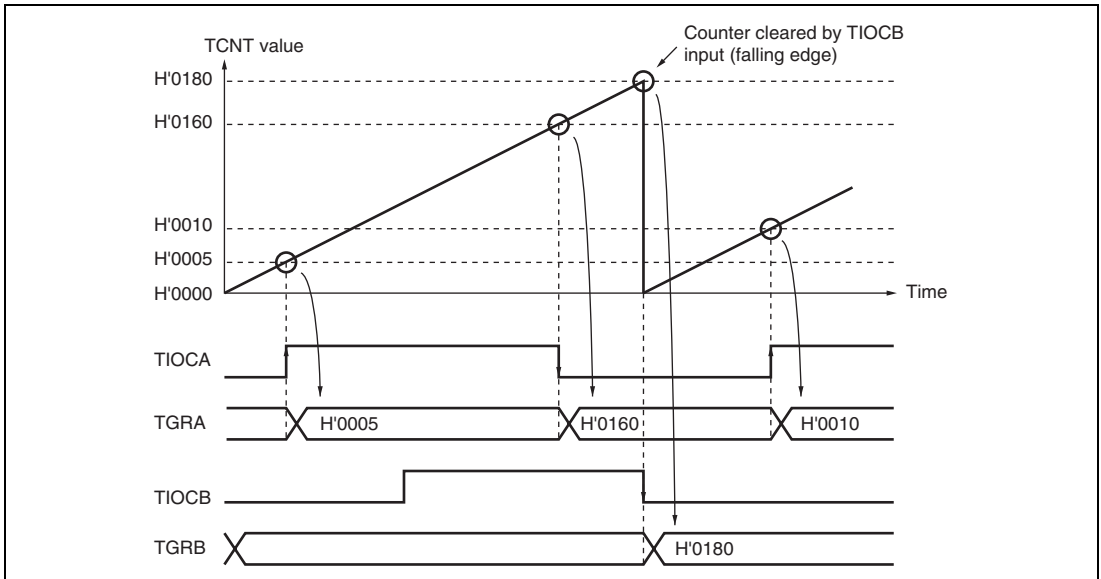 Counter cleared by TIOCB
input (falling edge)
TCNT value
H'0180
H'0160
H'0010
H'0005
H'0000
Time
TIOCA
TGRA
H'0005
H'0160
H'0010
TIOCB
TGRB
H'0180